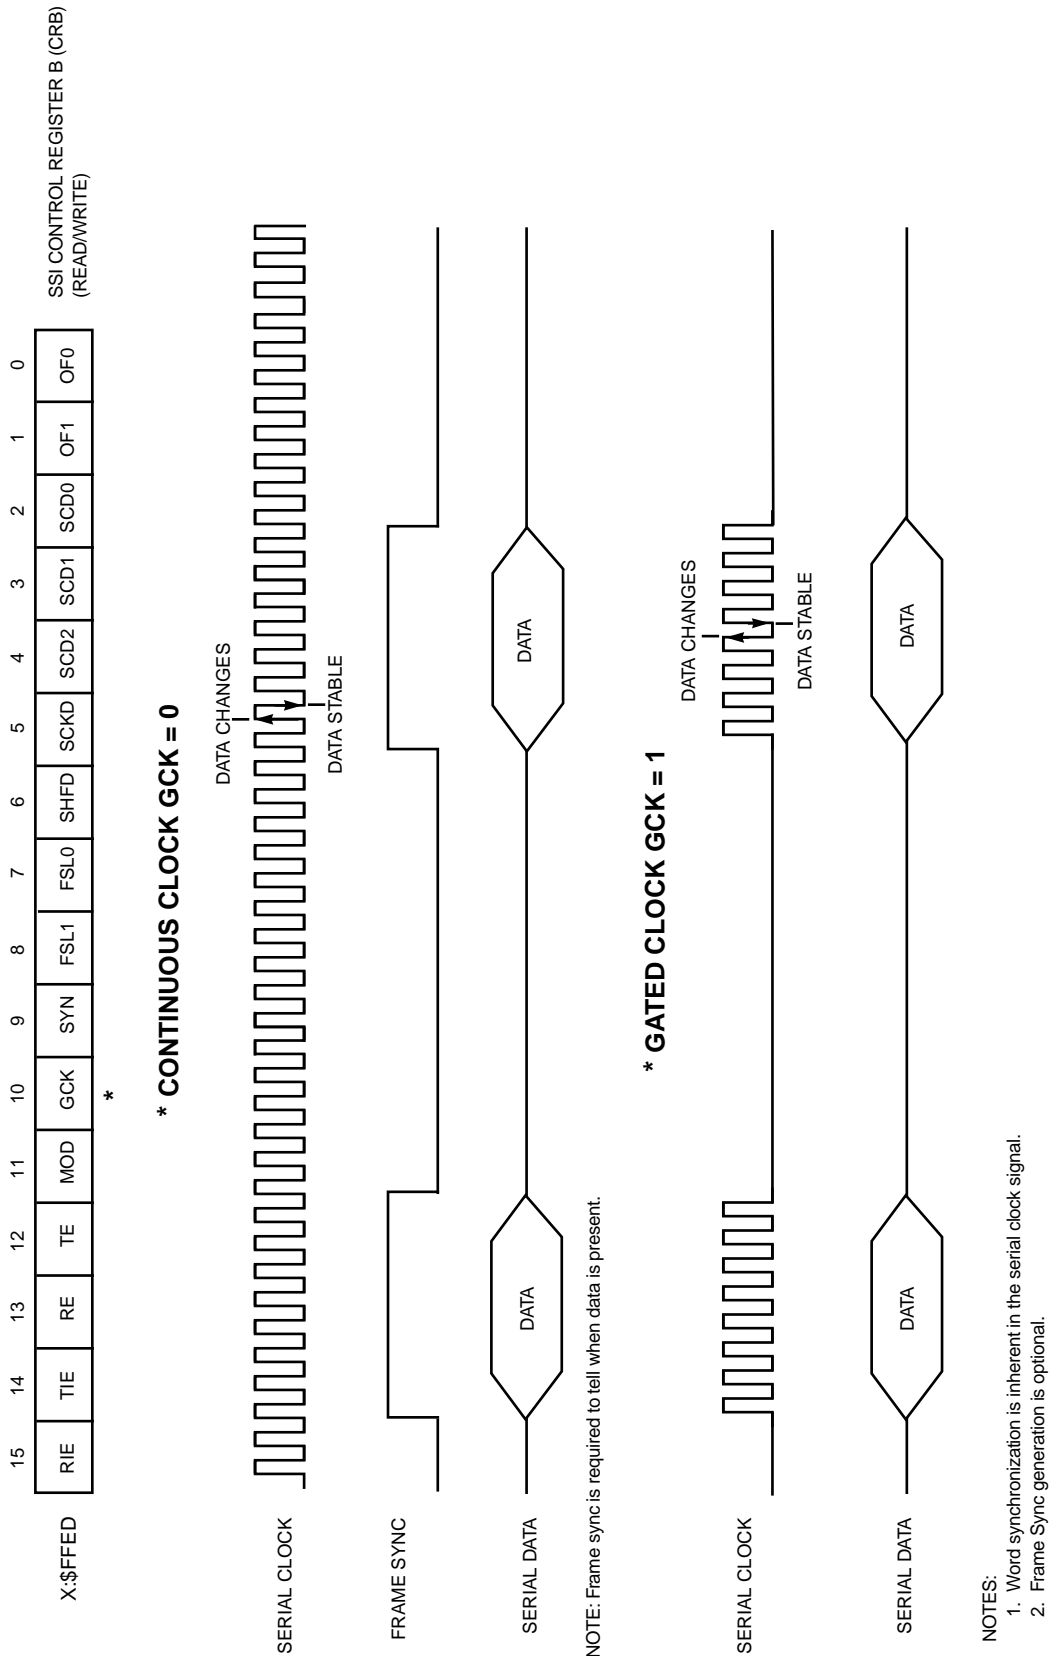 SSI CONTROL REGISTER B (CRB)
(READ/WRITE)
15 14 13 12 11 10 9 8 7 6 5 4 3 2 1 0
X:$FFED RIE TIE RE TE MOD GCK SYN FSL1 FSL0 SHFD SCKD SCD2 SCD1 SCD0 OF1 OF0
*
* CONTINUOUS CLOCK GCK = 0
DATA CHANGES
SERIAL CLOCK
DATA STABLE
FRAME SYNC
SERIAL DATA DATA DATA
NOTE: Frame sync is required to tell when data is present.
* GATED CLOCK GCK = 1
DATA CHANGES
SERIAL CLOCK
DATA STABLE
SERIAL DATA DATA DATA
NOTES:
1. Word synchronization is inherent in the serial clock signal.
2. Frame Sync generation is optional.